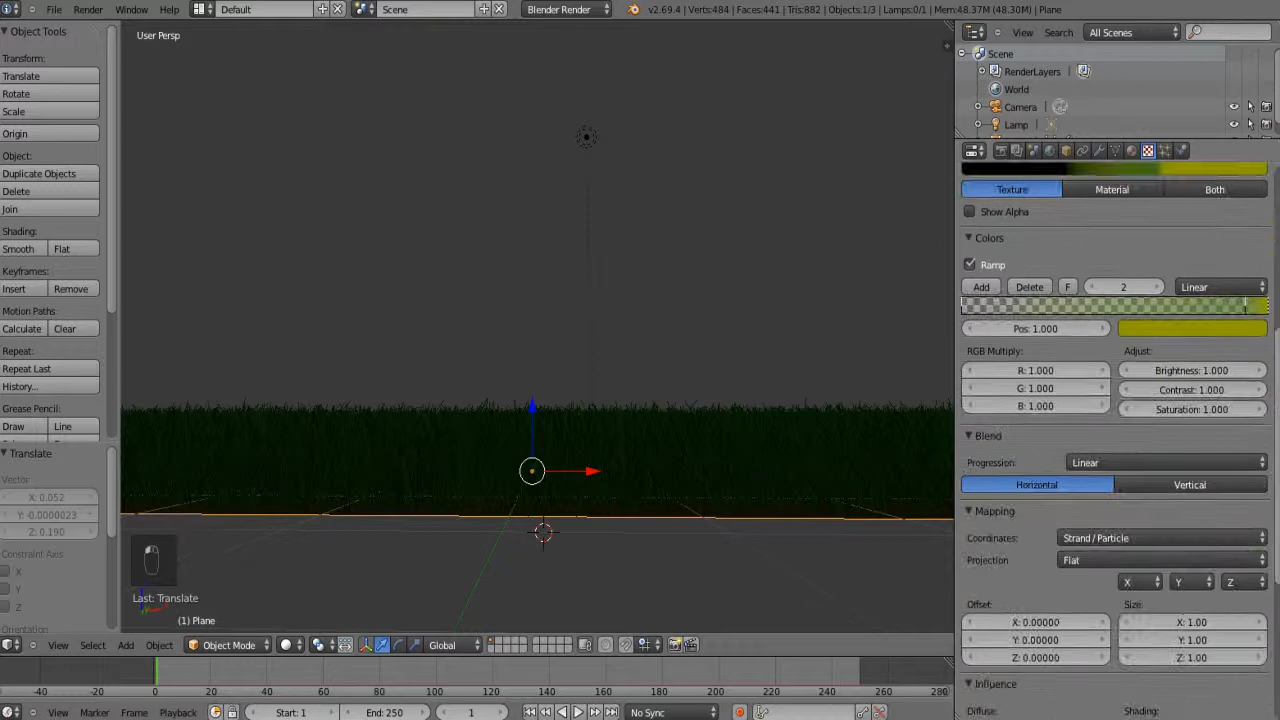 File Render Window Help Default Scene Blender Render v2.69.4 | Verts:484 | Faces:441 | Tris:882 | Objects:1/3 | Lamps:0/1 | Mem:48.37M (48.30M) | Plane
Object Tools
Transform:
Translate
Rotate
Scale
Origin
Object:
Duplicate Objects
Delete
Join
Shading:
Smooth Flat
Keyframes:
Insert Remove
Motion Paths:
Calculate Clear
Repeat:
Repeat Last
History...
Grease Pencil:
Draw Line
Translate
Vector:
X: 0.052
Y: -0.0000023
Z: 0.190
Constraint Axis
X
Y
Z
Orientation
User Persp
Last: Translate
(1) Plane
View Select Add Object Object Mode Global
-40 -20 0 20 40 60 80 100 120 140 160 180 200 220 240 260 280
View Marker Frame Playback Start: 1 End: 250 1 No Sync
View Search All Scenes
Scene
RenderLayers
World
Camera
Lamp
Texture Material Both
Show Alpha
Colors
Ramp
Add Delete F 2 Linear
Pos: 1.000
RGB Multiply: Adjust:
R: 1.000 Brightness: 1.000
G: 1.000 Contrast: 1.000
B: 1.000 Saturation: 1.000
Blend
Progression: Linear
Horizontal Vertical
Mapping
Coordinates: Strand / Particle
Projection: Flat
X Y Z
Offset: Size:
X: 0.00000 X: 1.00
Y: 0.00000 Y: 1.00
Z: 0.00000 Z: 1.00
Influence
Diffuse: Shading: